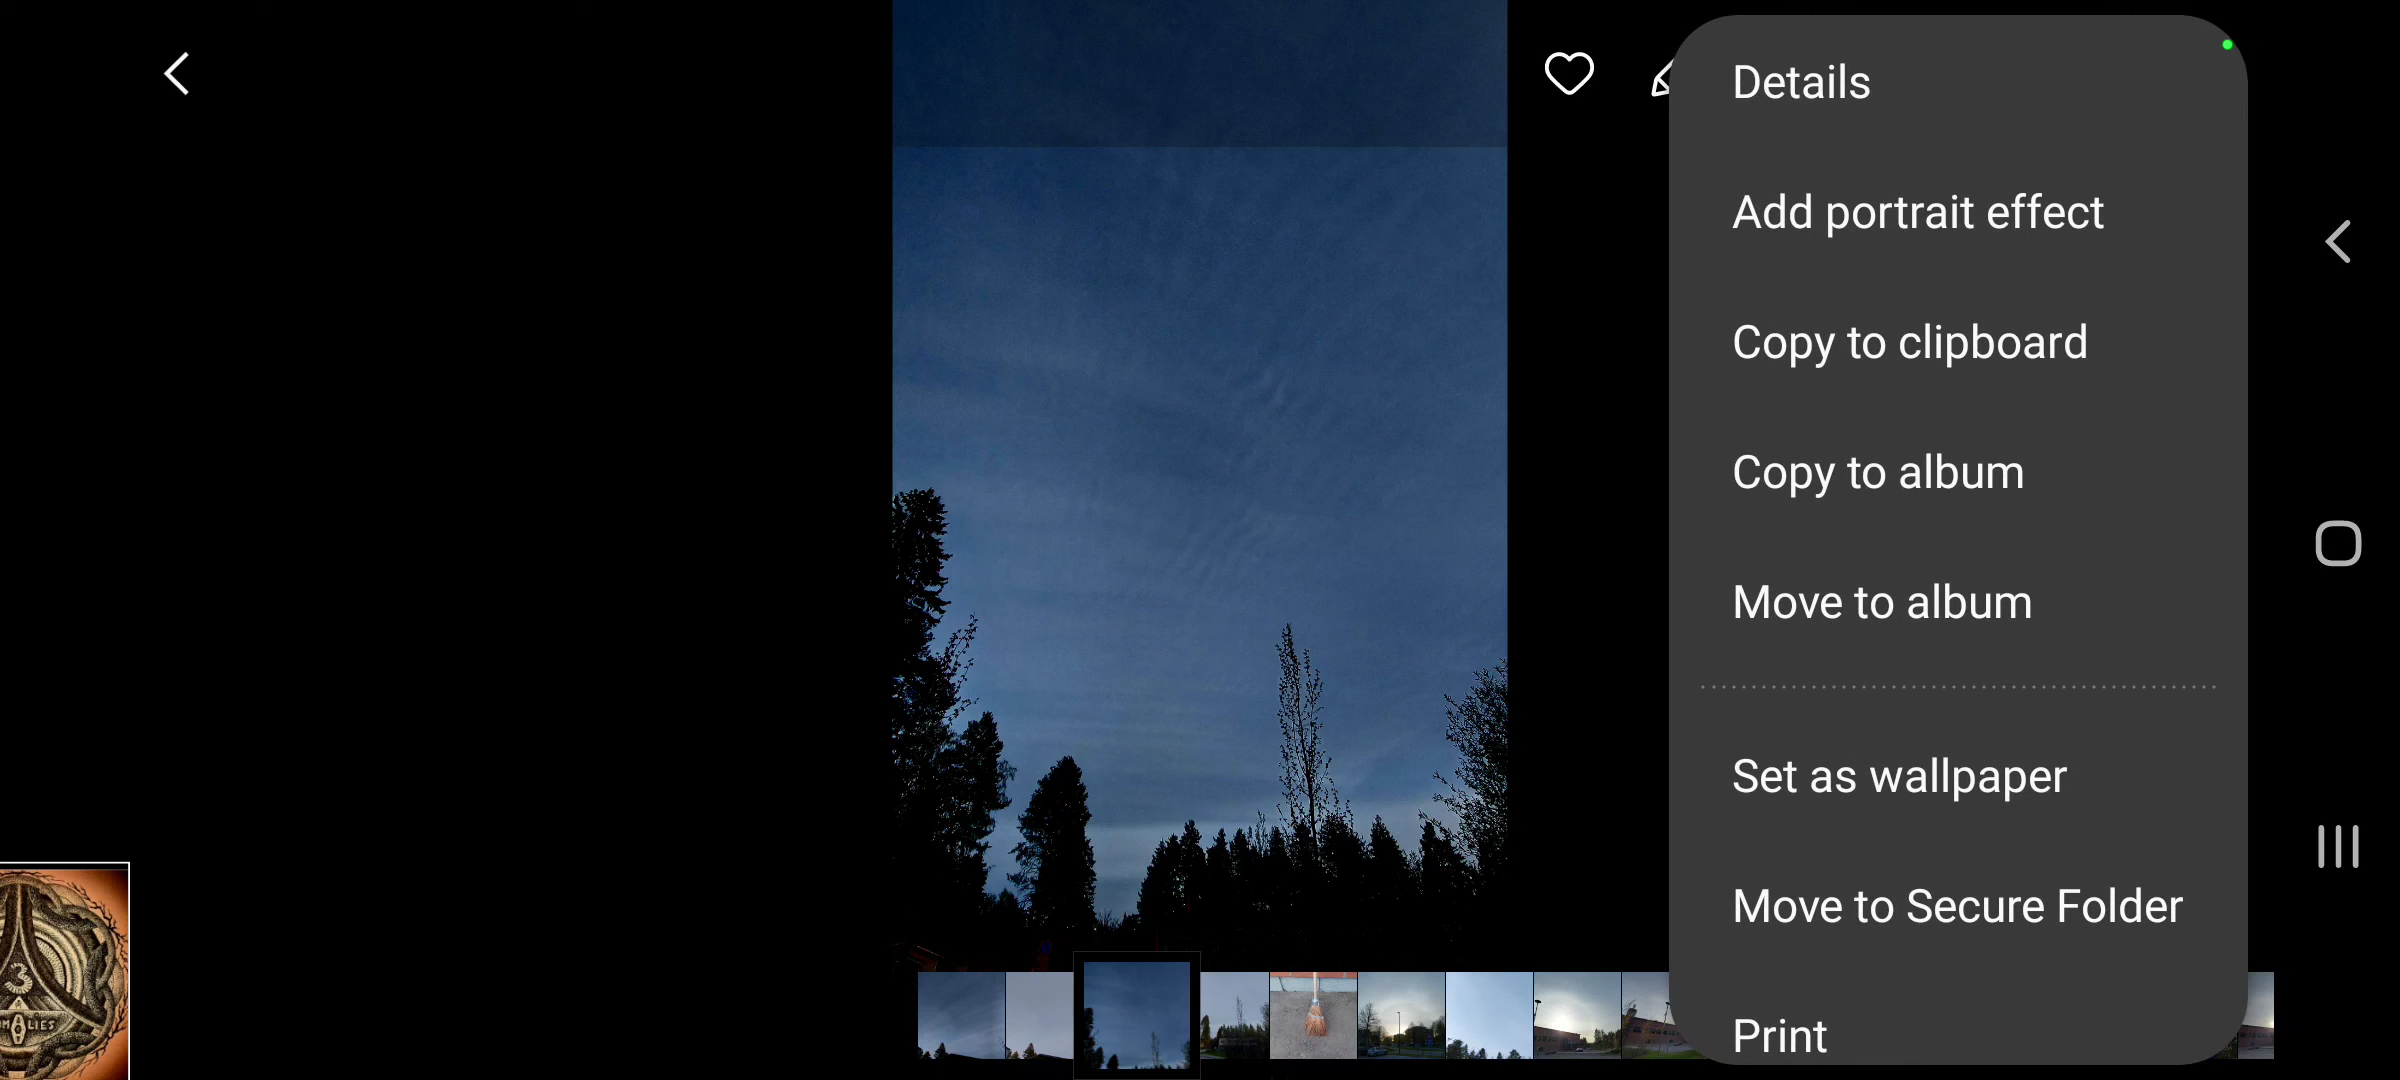 Details
Add portrait effect
Copy to clipboard
Copy to album
Move to album
Set as wallpaper
Move to Secure Folder
Print